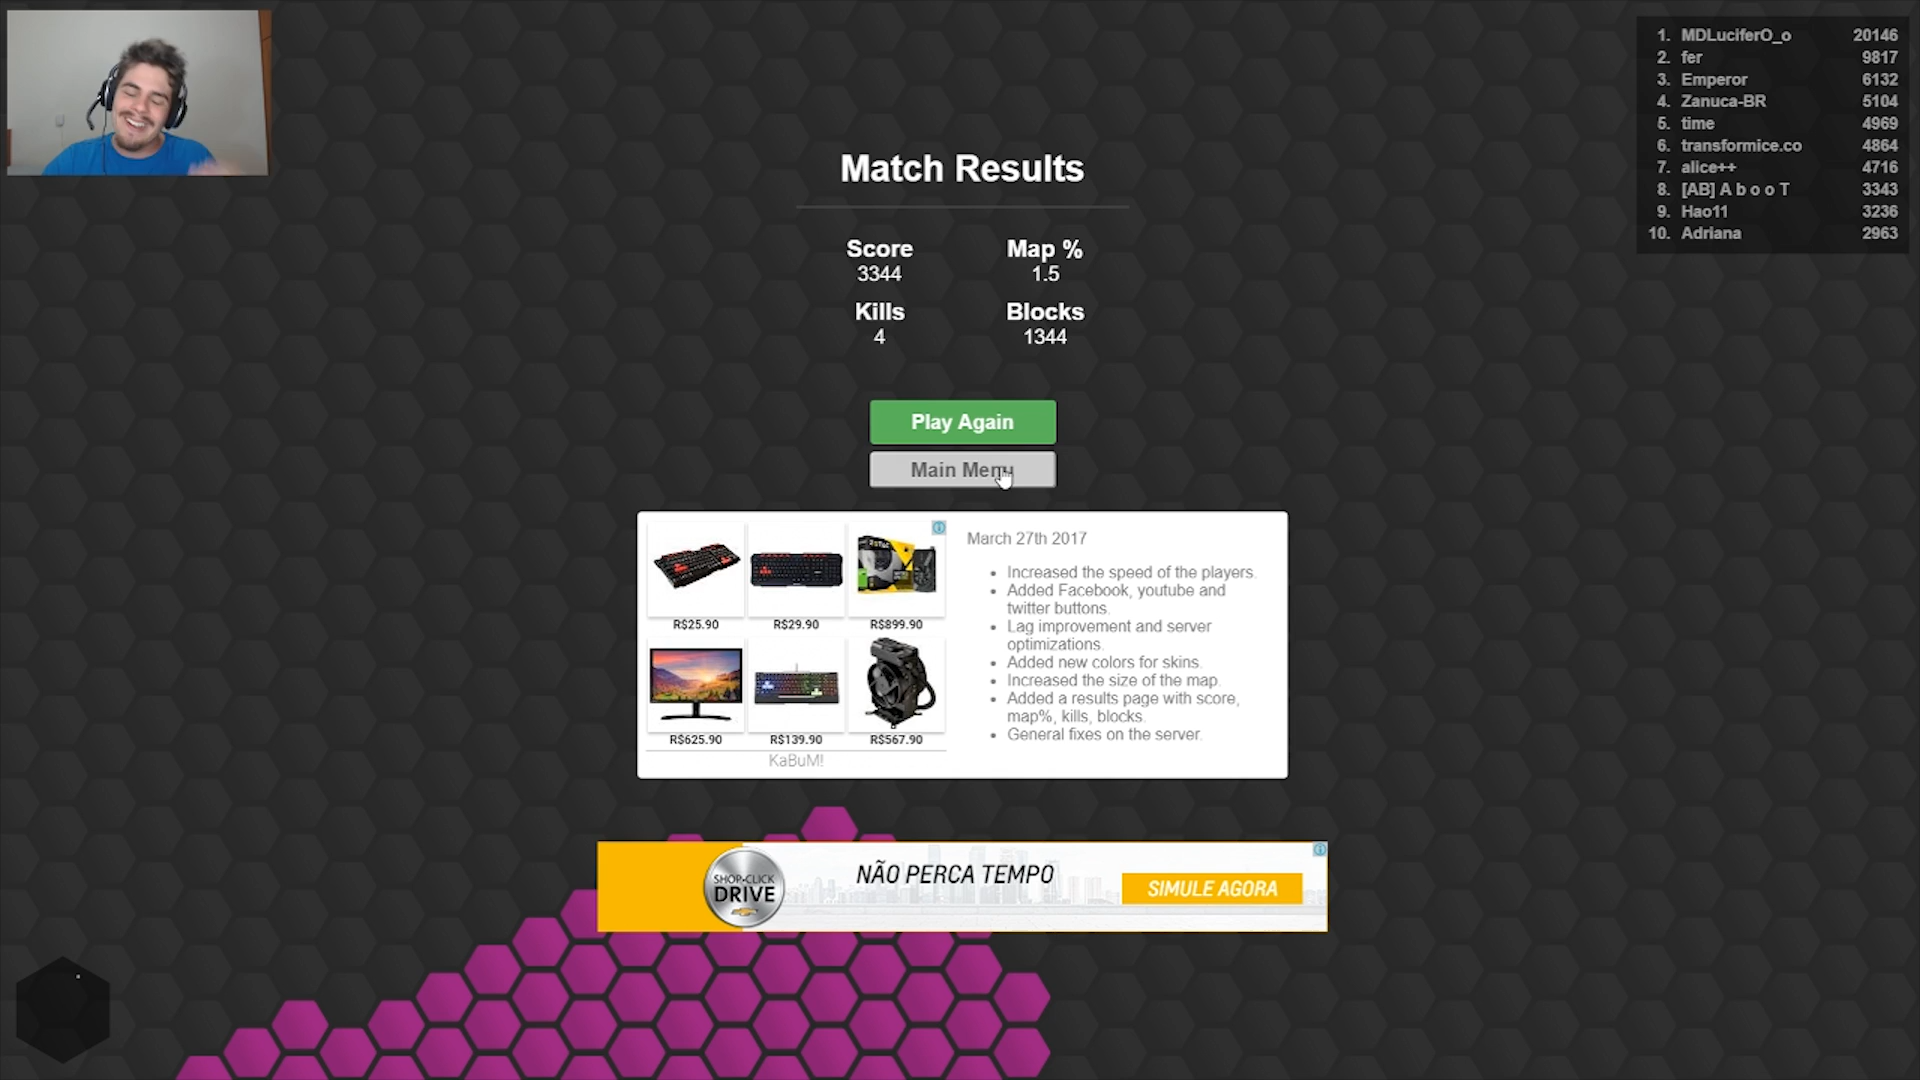 1. MDLuciferO_o 20146
2. fer 9817
3. Emperor 6132
4. Zanuca-BR 5104
5. time 4969
6. transformice.co 4864
7. alice++ 4716
8. [AB] A b o o T 3343
9. Hao11 3236
10. Adriana 2963
Match Results
Score Map %
3344 1.5
Kills Blocks
4 1344
Play Again
Main Menu
R$25.90 R$29.90 R$899.90
R$625.90 R$139.90 R$567.90
KaBuM!
March 27th 2017
• Increased the speed of the players.
• Added Facebook, youtube and
twitter buttons.
• Lag improvement and server
optimizations.
• Added new colors for skins.
• Increased the size of the map.
• Added a results page with score,
map%, kills, blocks.
• General fixes on the server.
SHOP•CLICK
DRIVE
NÃO PERCA TEMPO
SIMULE AGORA